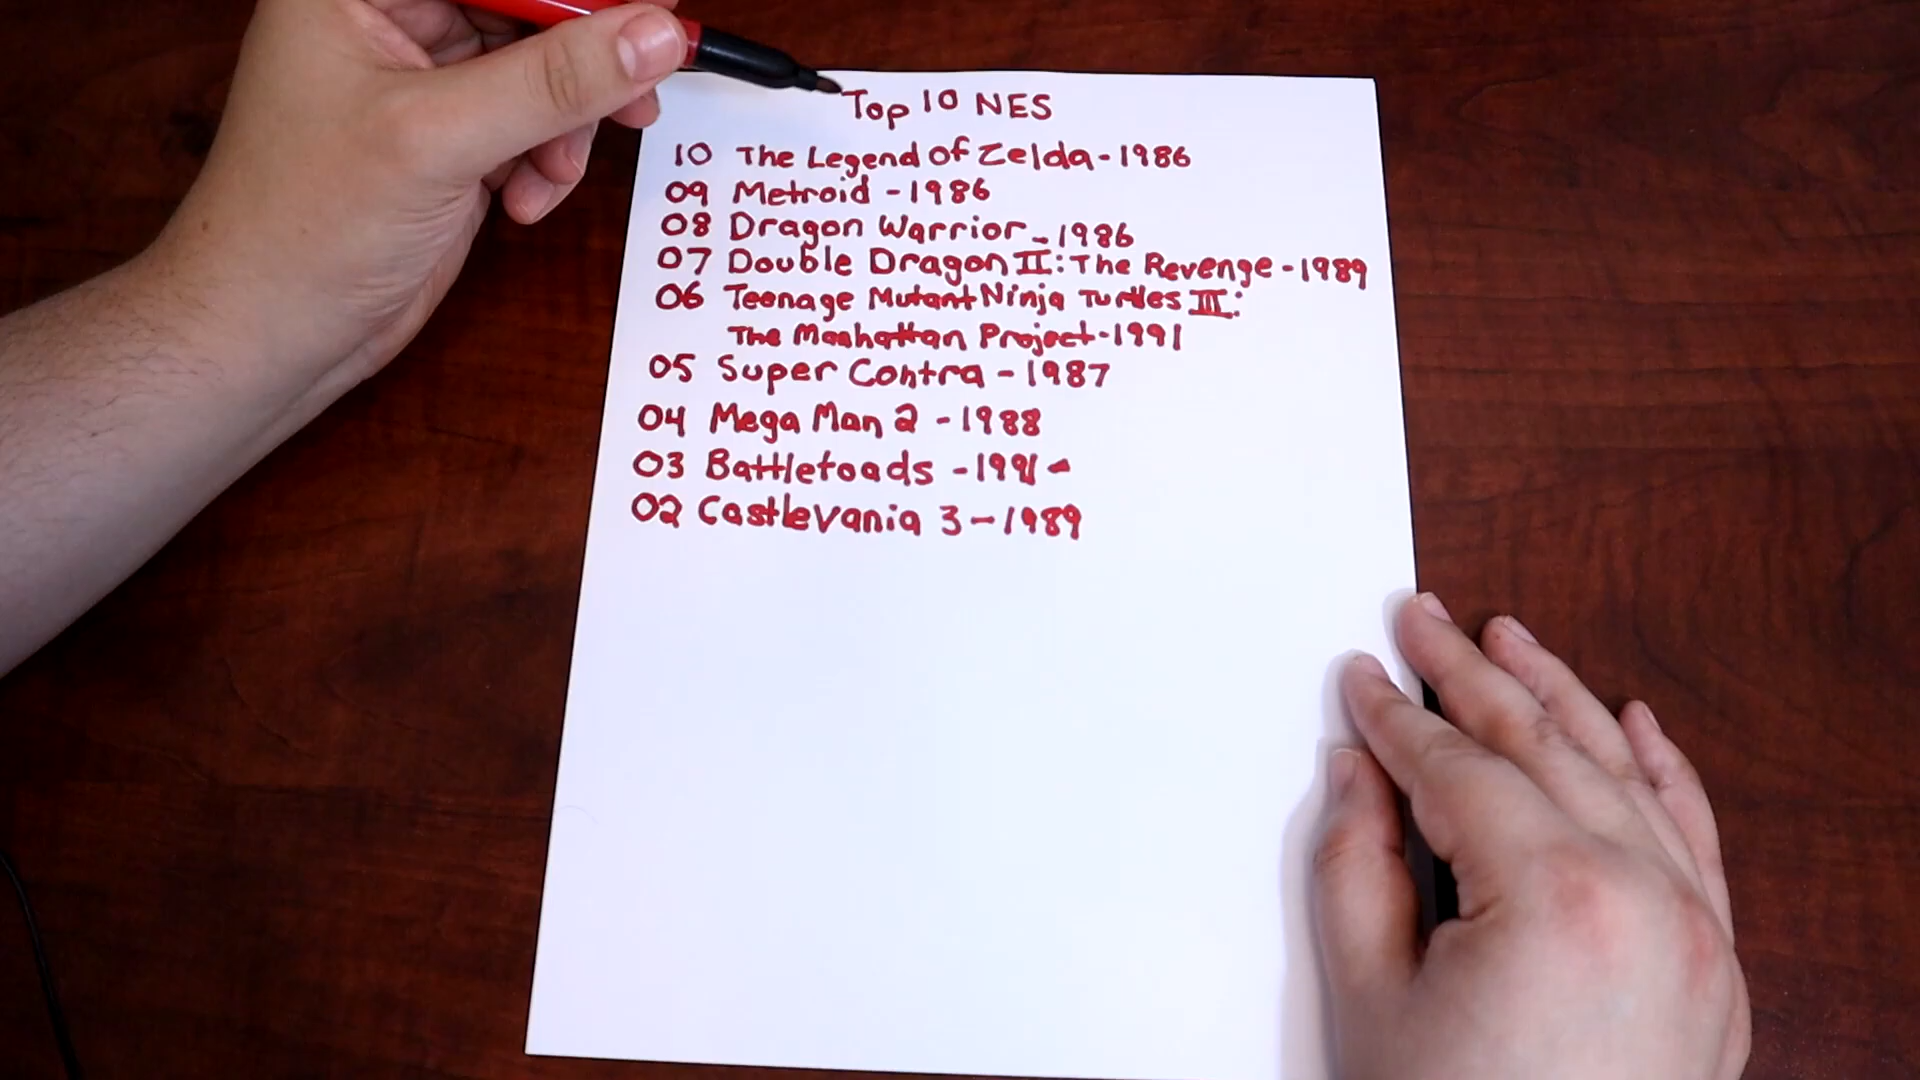 Top 10 NES
10 The Legend of Zelda - 1986
09 Metroid - 1986
08 Dragon Warrior - 1986
07 Double Dragon II: The Revenge - 1989
06 Teenage Mutant Ninja Turtles III:
The Manhattan Project - 1991
05 Super Contra - 1987
04 Mega Man 2 - 1988
03 Battletoads - 1991 -
02 Castlevania 3 - 1989